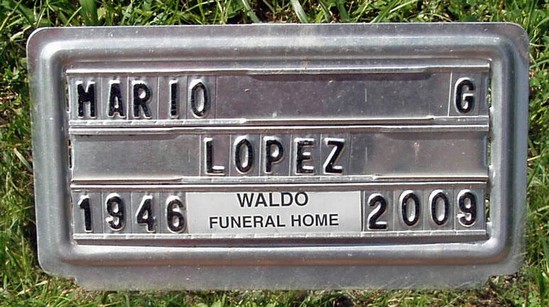 MARIO G
LOPEZ
1946 WALDO FUNERAL HOME 2009